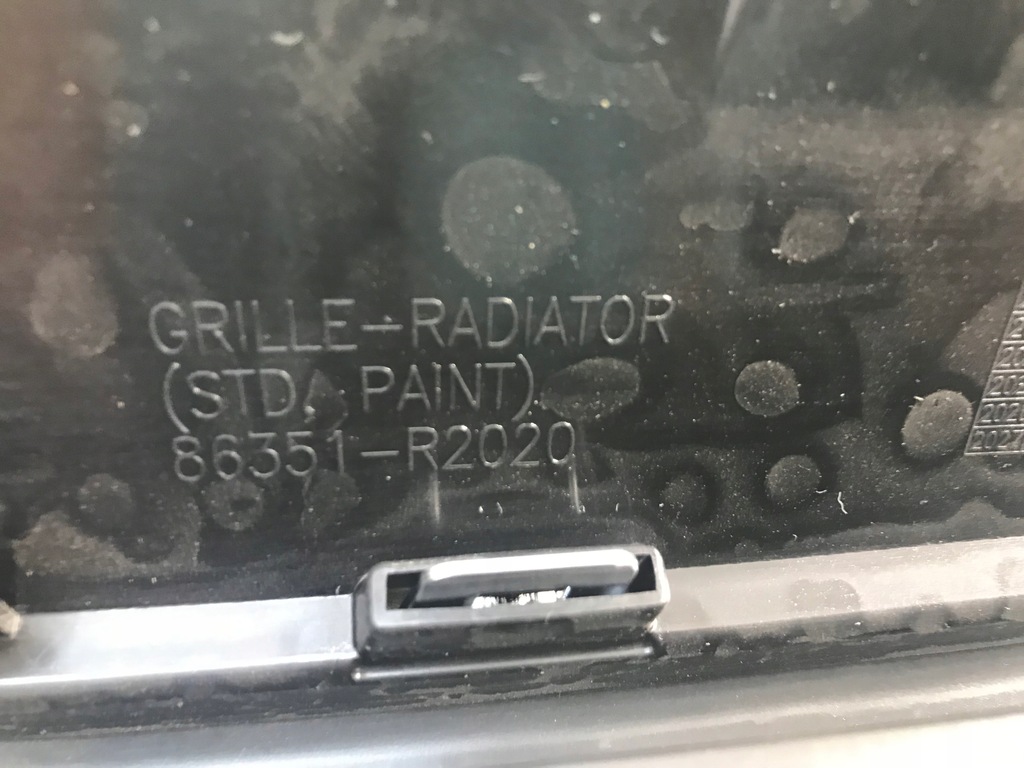 GRILLE-RADIATOR
(STD, PAINT)
86351-R2020